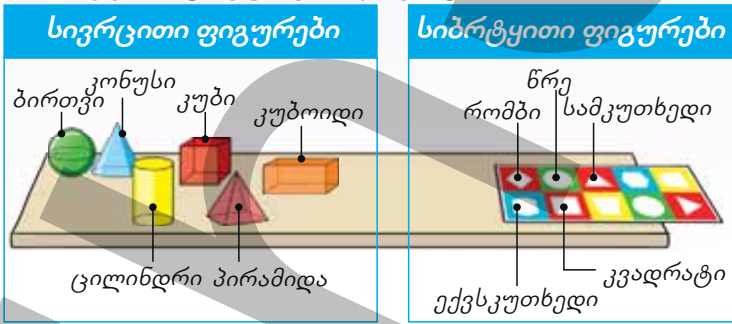 სივრცითი ფიგურები
ბირთვი
კონუსი
კუბი
კუბოიდი
ცილინდრი
პირამიდა
სიბრტყითი ფიგურები
წრე
რომბი
სამკუთხედი
კვადრატი
ექვსკუთხედი